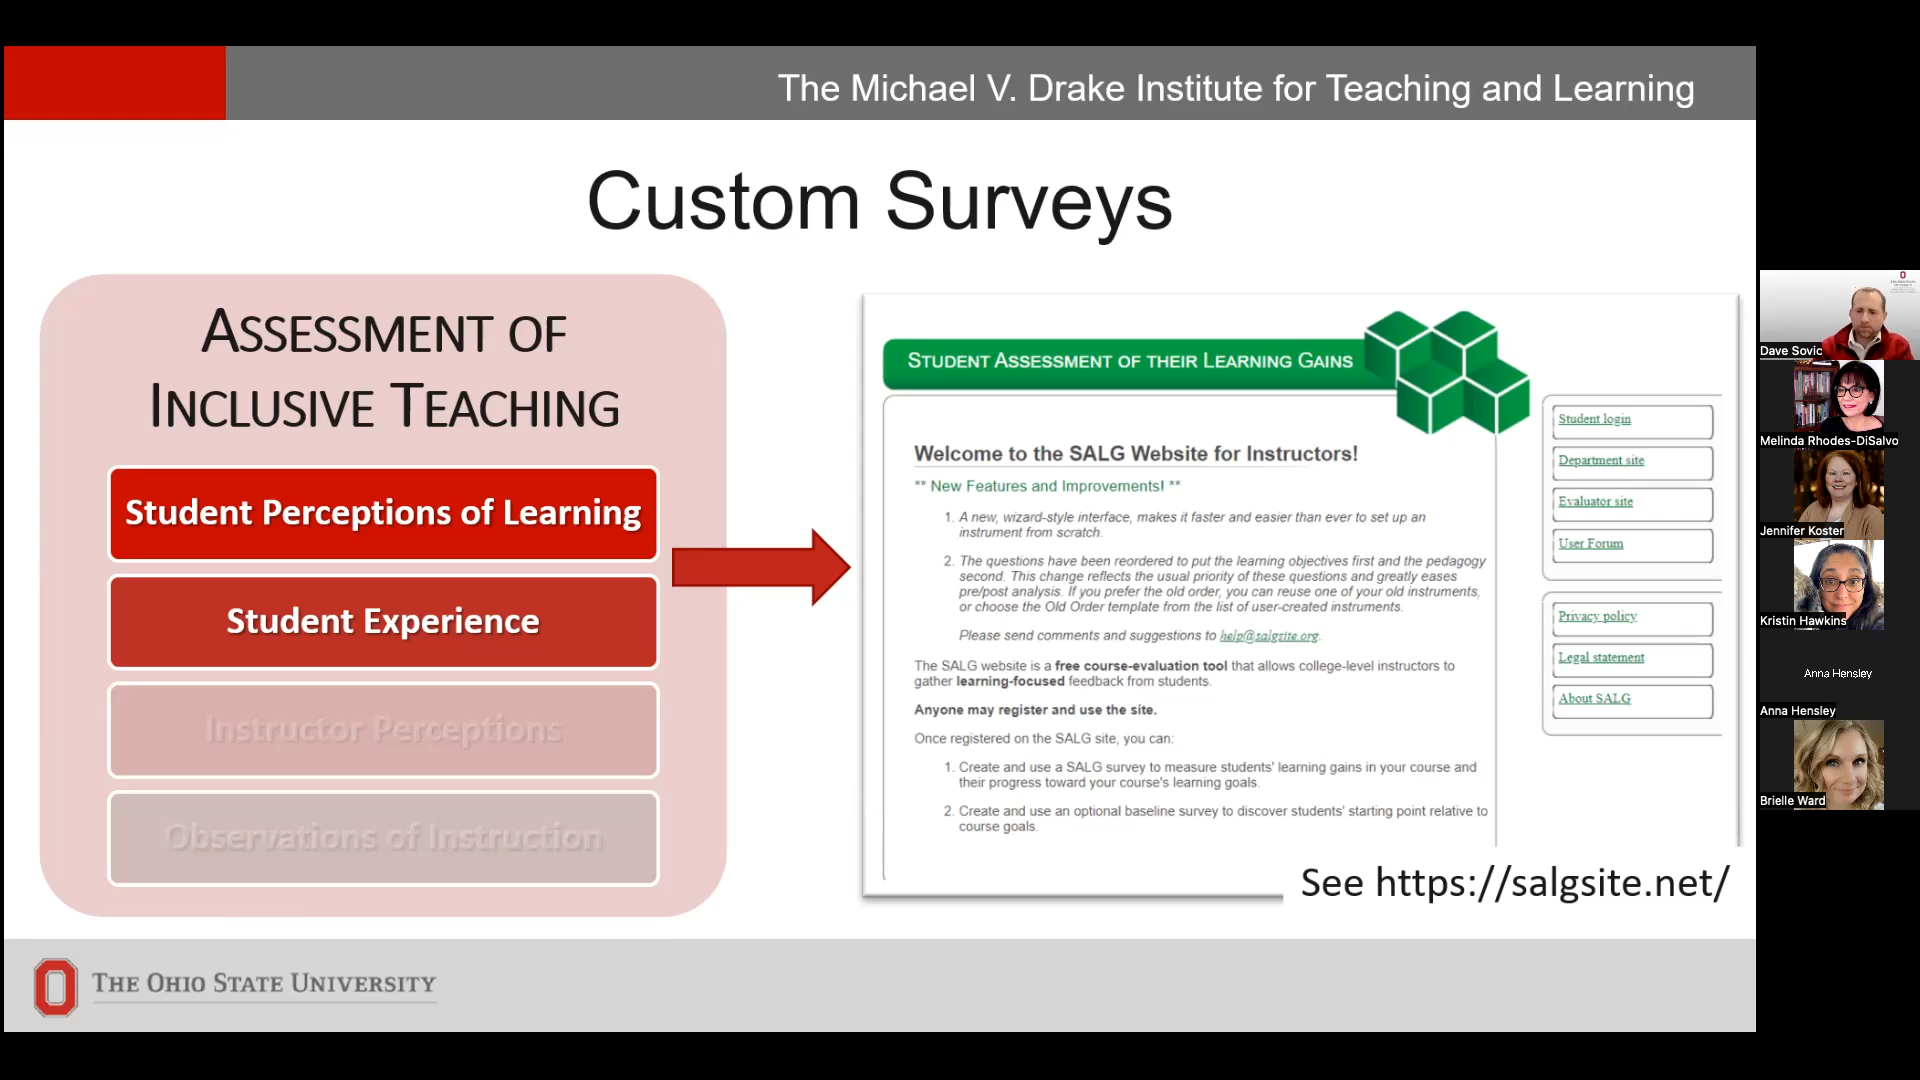 The Michael V. Drake Institute for Teaching and Learning
Custom Surveys
ASSESSMENT OF
INCLUSIVE TEACHING
Student Perceptions of Learning
Student Experience
Instructor Perceptions
Observations of Instruction
STUDENT ASSESSMENT OF THEIR LEARNING GAINS
Welcome to the SALG Website for Instructors!
** New Features and Improvements! **
1. A new, wizard-style interface, makes it faster and easier than ever to set up an
instrument from scratch.
2. The questions have been reordered to put the learning objectives first and the pedagogy
second. This change reflects the usual priority of these questions and greatly eases
pre/post analysis. If you prefer the old order, you can reuse one of your old instruments,
or choose the Old Order template from the list of user-created instruments.
Please send comments and suggestions to help@salgsite.org.
The SALG website is a free course-evaluation tool that allows college-level instructors to
gather learning-focused feedback from students.
Anyone may register and use the site.
Once registered on the SALG site, you can:
1. Create and use a SALG survey to measure students' learning gains in your course and
their progress toward your course's learning goals.
2. Create and use an optional baseline survey to discover students' starting point relative to
course goals.
Student login
Department site
Evaluator site
User Forum
Privacy policy
Legal statement
About SALG
See https://salgsite.net/
THE OHIO STATE UNIVERSITY
Dave Sovic
Melinda Rhodes-DiSalvo
Jennifer Koster
Kristin Hawkins
Anna Hensley
Anna Hensley
Brielle Ward